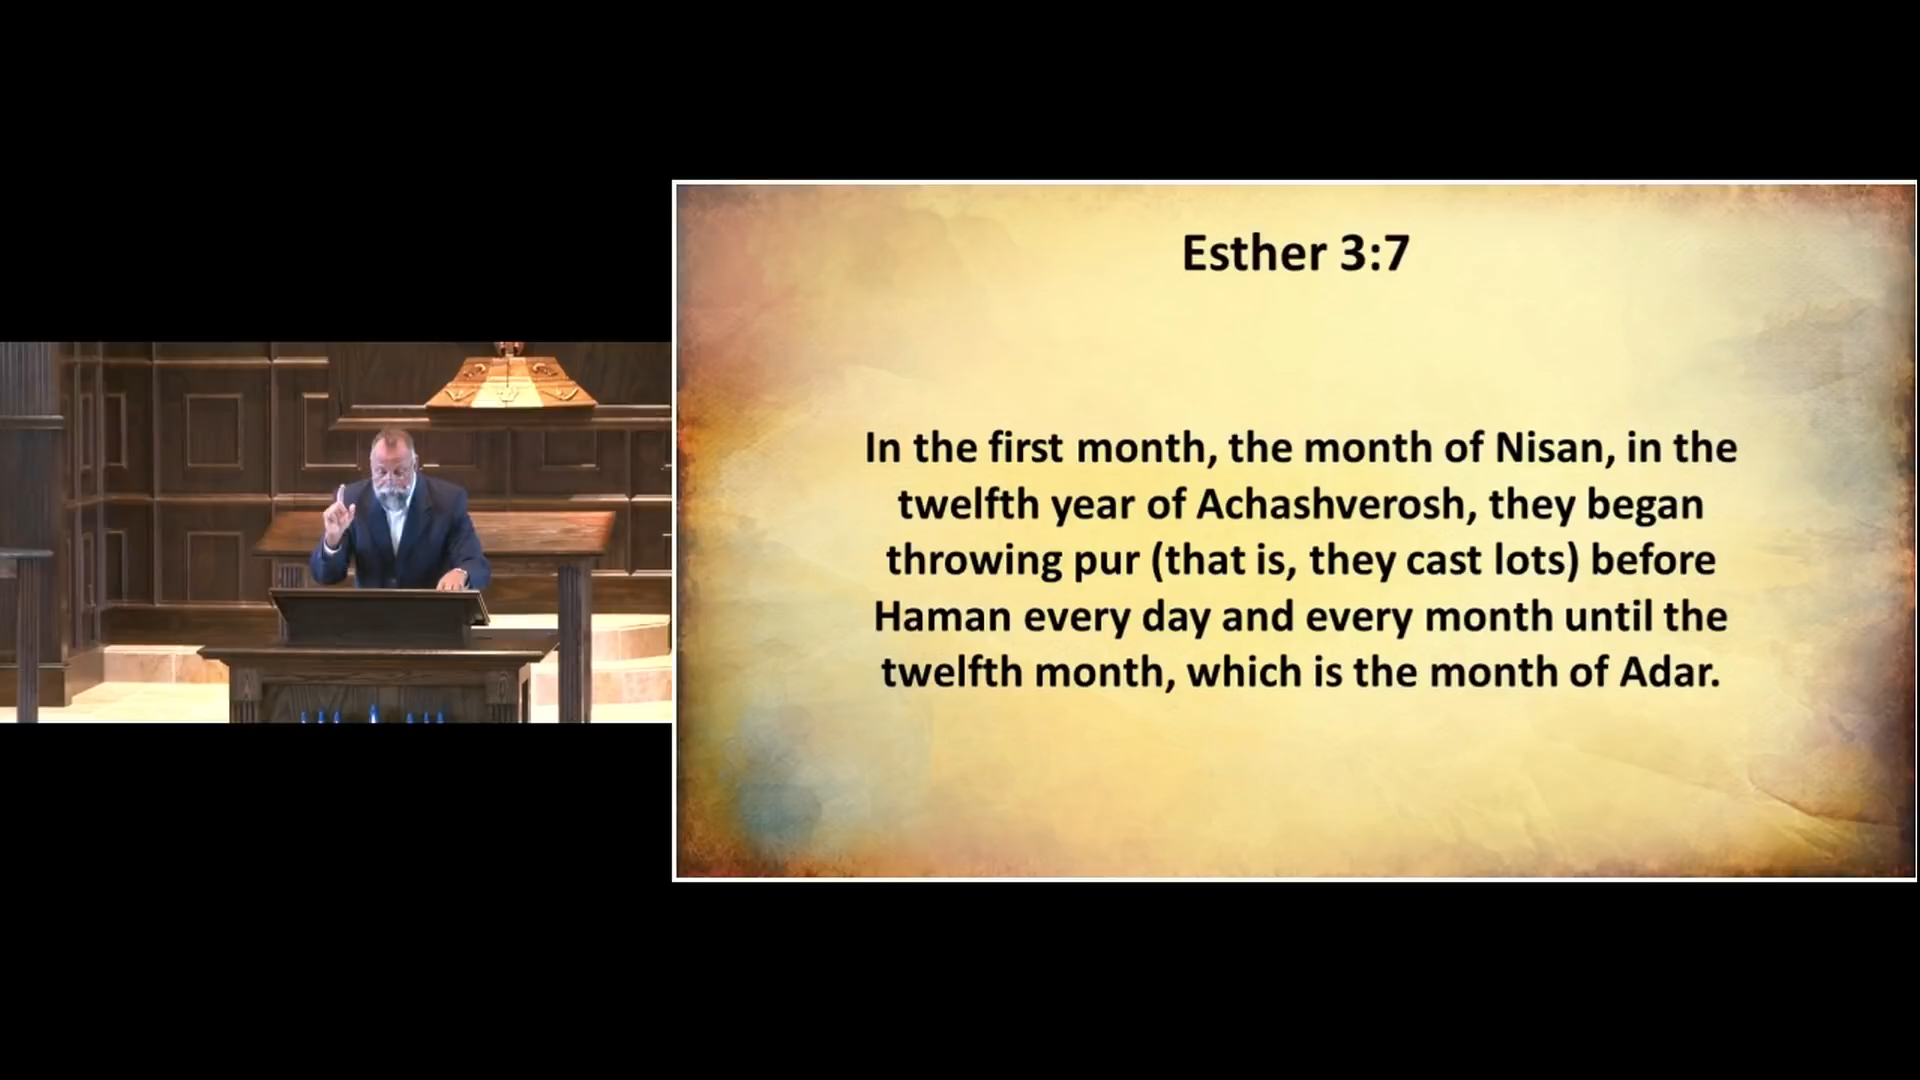 Esther 3:7
In the first month, the month of Nisan, in the
twelfth year of Achashverosh, they began
throwing pur (that is, they cast lots) before
Haman every day and every month until the
twelfth month, which is the month of Adar.